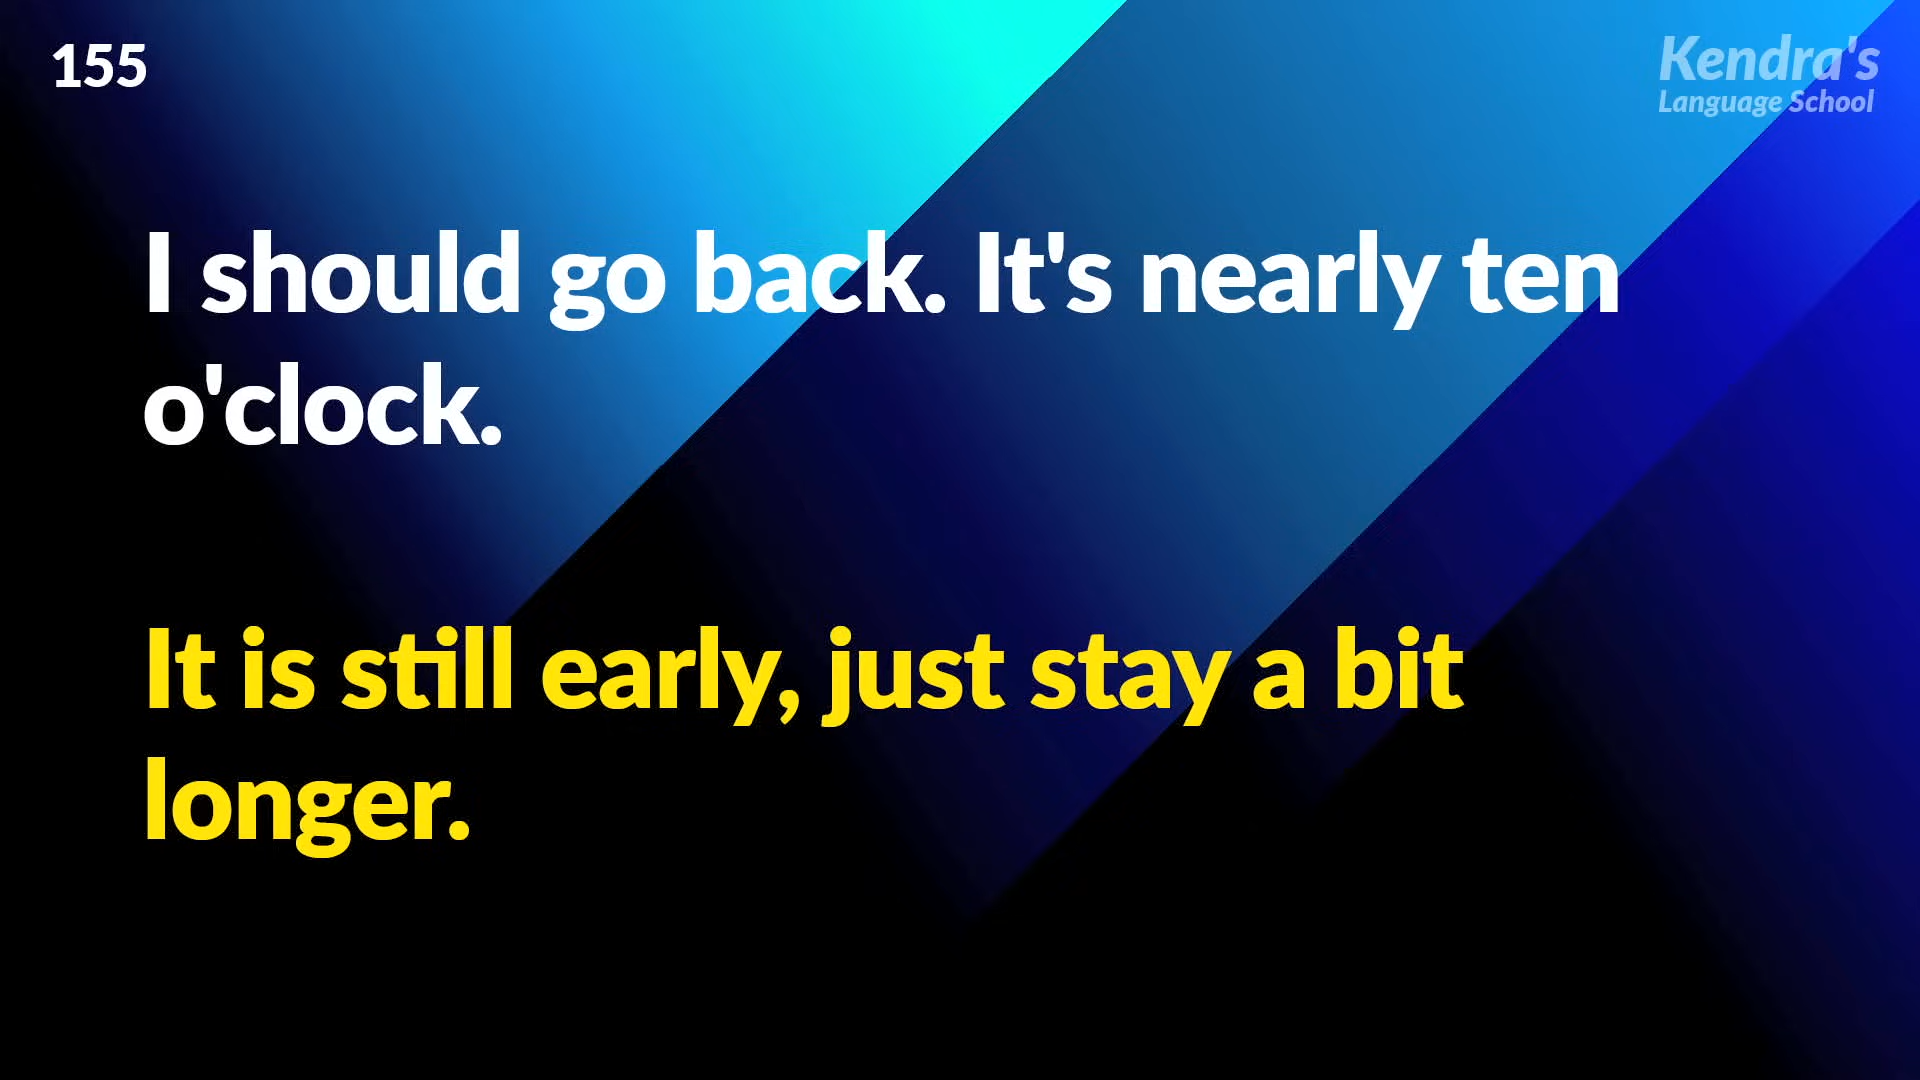 155
Kendra's
Language School
I should go back. It's nearly ten
o'clock.
It is still early, just stay a bit
longer.